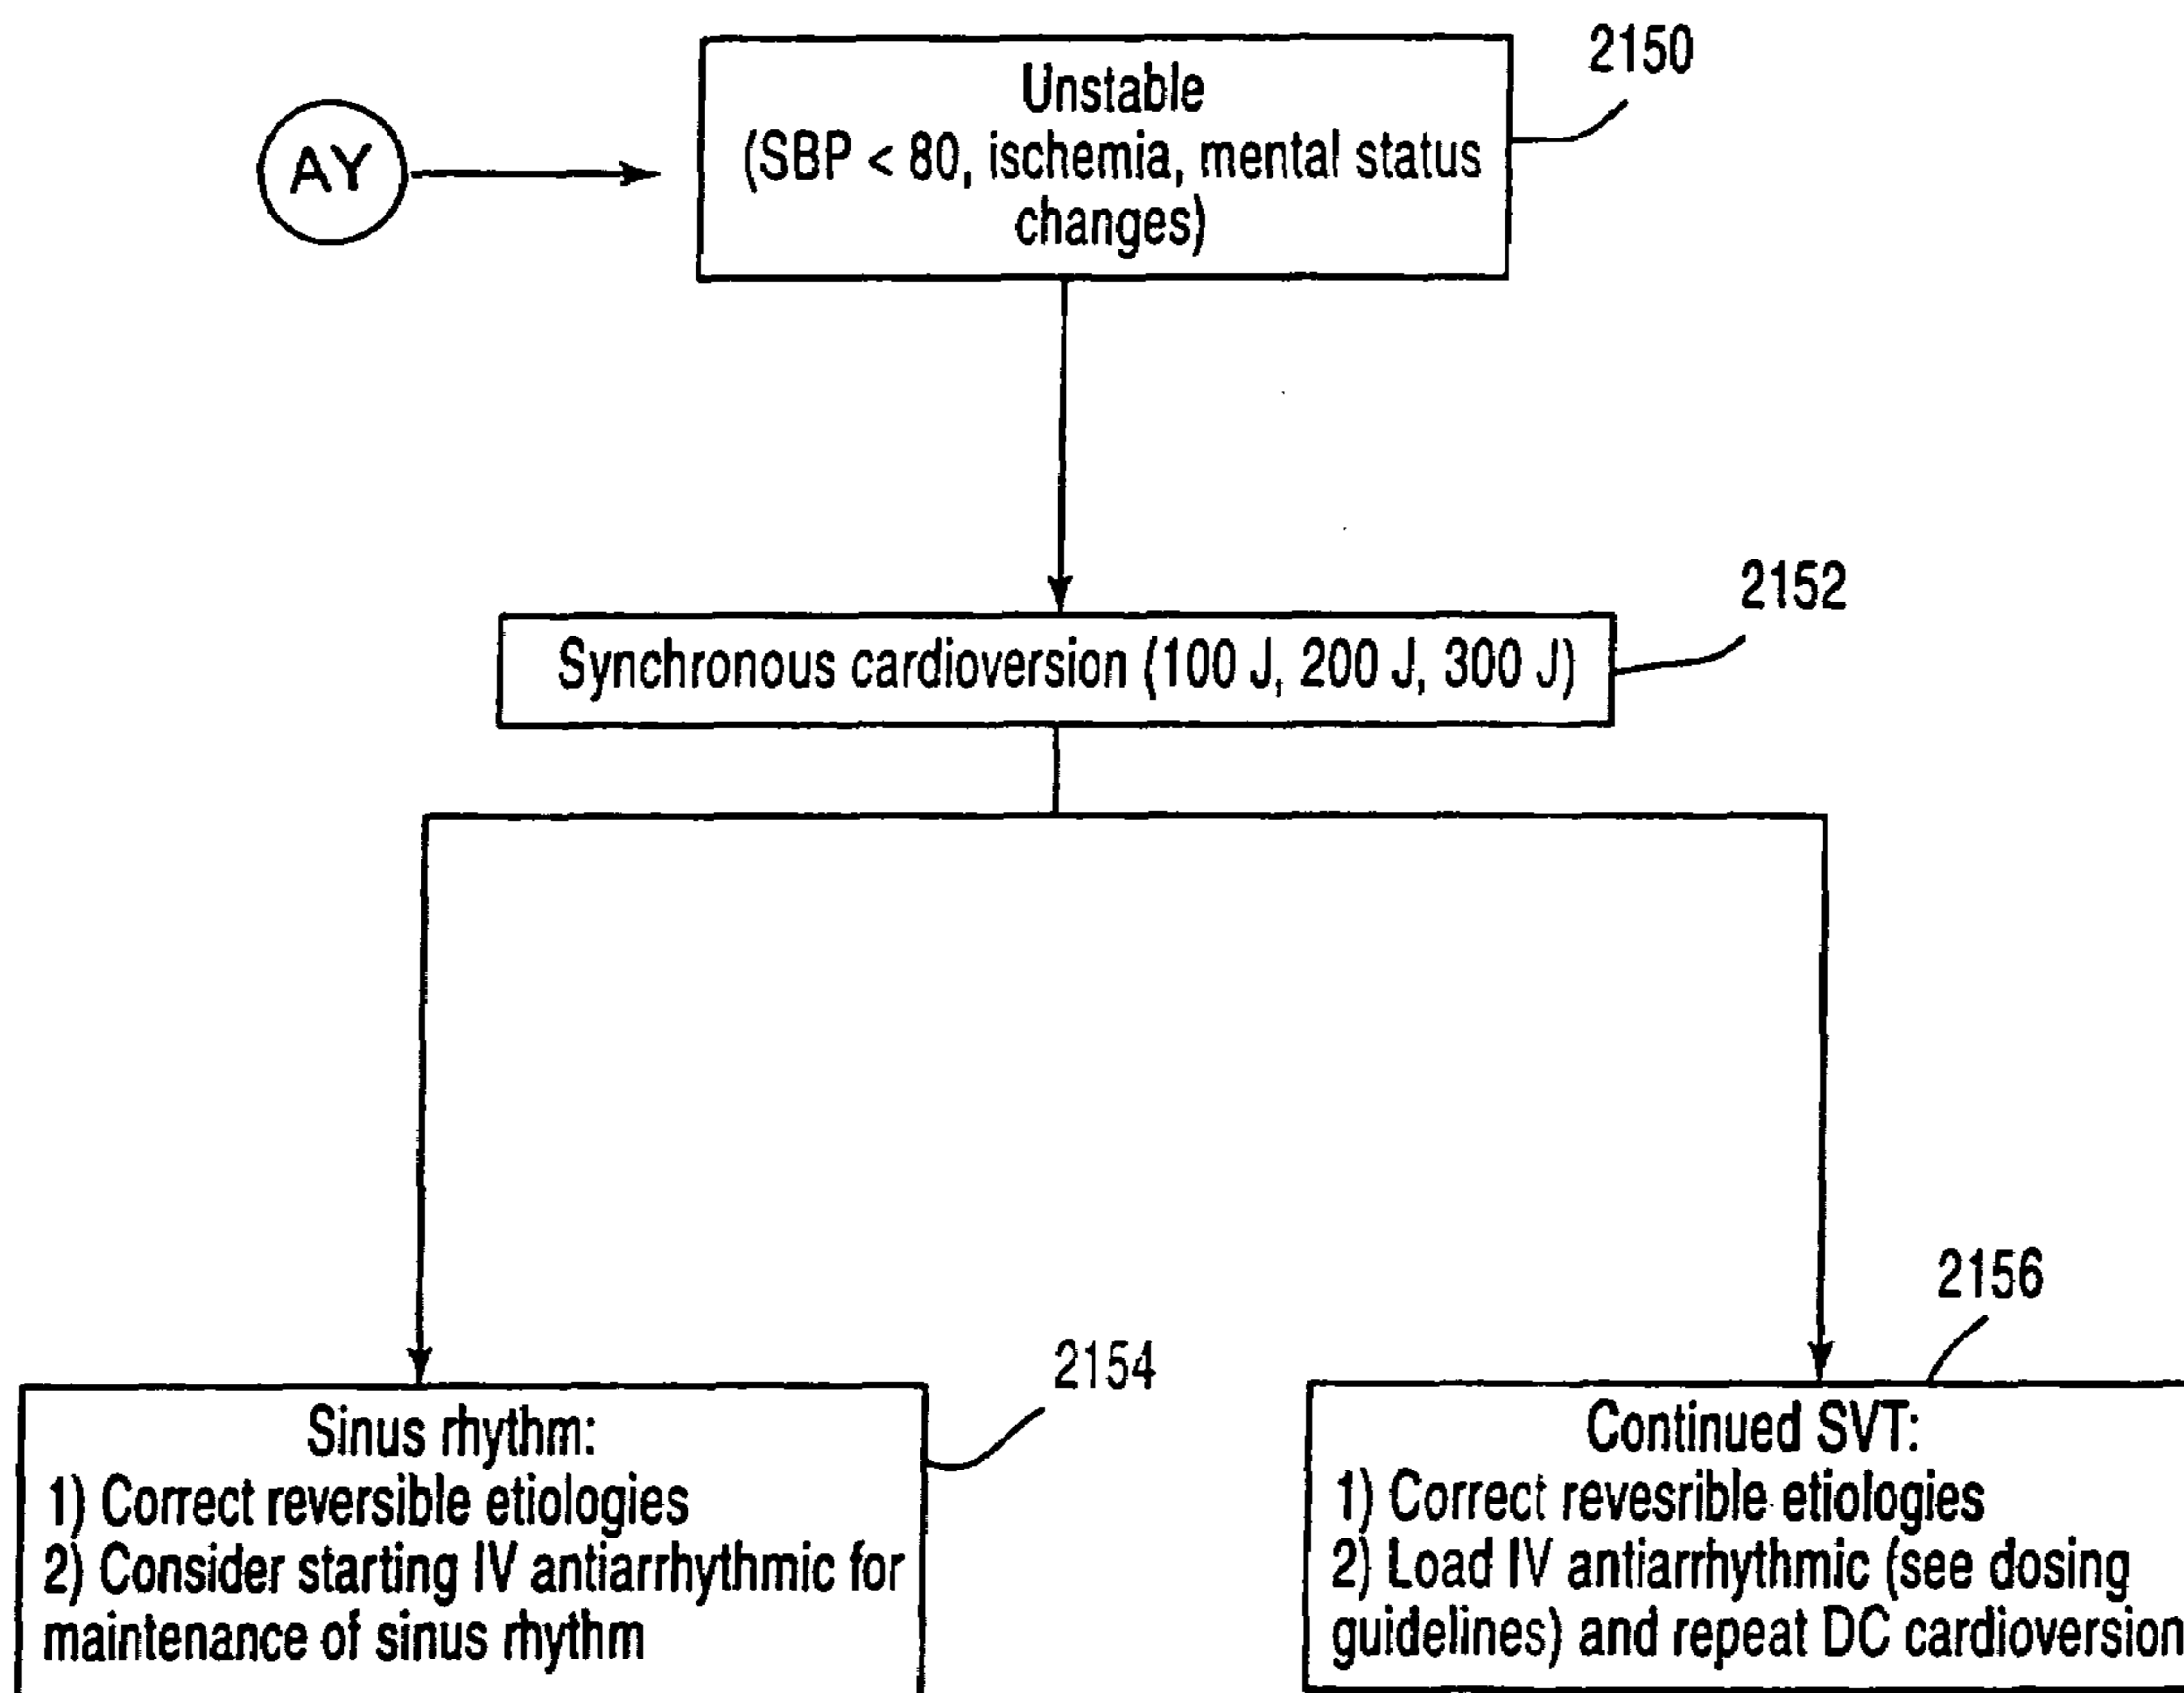 2150
Unstable
AY
(SBP < 80, ischemia, mental status
changes)
2152
Synchronous cardioversion (100 J, 200 J, 300 J)
2156
2154
Sinus rhythm:
1) Correct reversible etiologies
2) Consider starting IV antiarrhythmic for
maintenance of sinus rhythm
Continued SVT:
1) Correct revesrible etiologies
2) Load IV antiarrhythmic (see dosing
guidelines) and repeat DC cardioversion